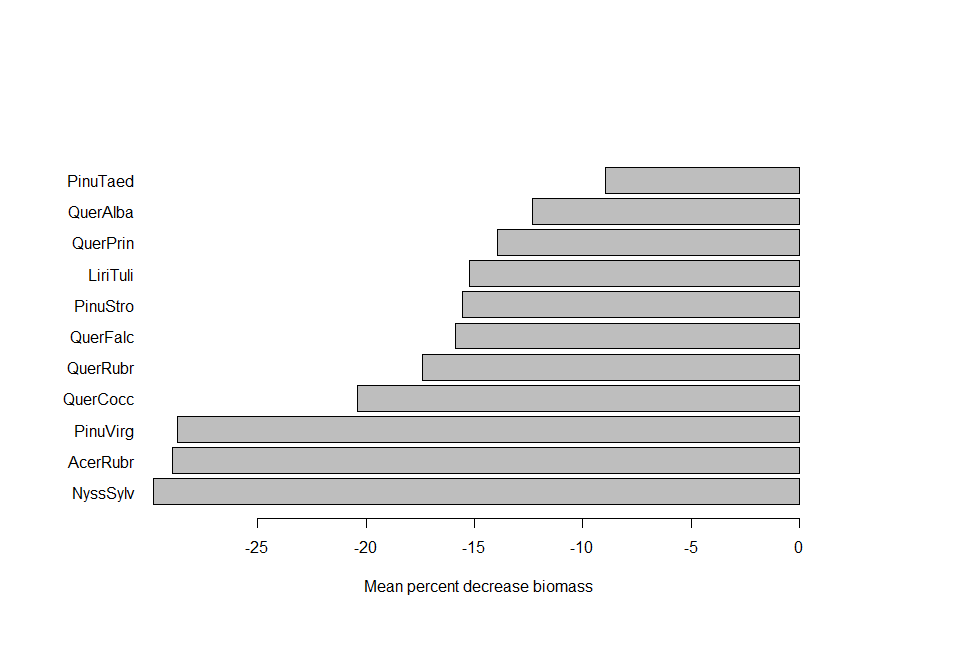 PinuTaed
QuerAlba
QuerPrin
LiriTuli
PinuStro
QuerFalc
QuerRubr
QuerCocc
PinuVirg
AcerRubr
NyssSylv
-25 -20 -15 -10 -5 0
Mean percent decrease biomass